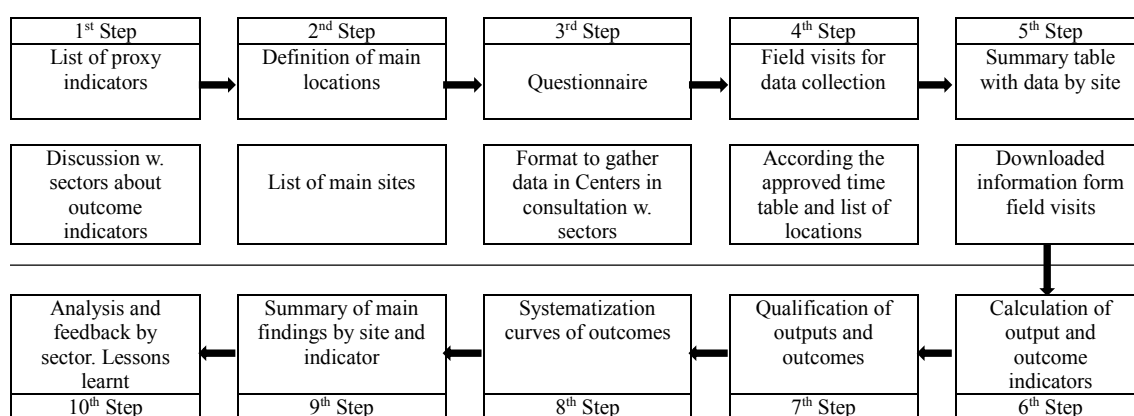 1st Step
List of proxy
indicators
2nd Step
Definition of main
locations
3rd Step
Questionnaire
4th Step
Field visits for
data collection
5th Step
Summary table
with data by site
Discussion w.
sectors about
outcome
indicators
List of main sites
Format to gather
data in Centers in
consultation w.
sectors
According the
approved time
table and list of
locations
Downloaded
information form
field visits
Analysis and
feedback by
sector. Lessons
learnt
10th Step
Summary of main
findings by site and
indicator
9th Step
Systematization
curves of outcomes
8th Step
Qualification of
outputs and
outcomes
7th Step
Calculation of
output and
outcome
indicators
6th Step